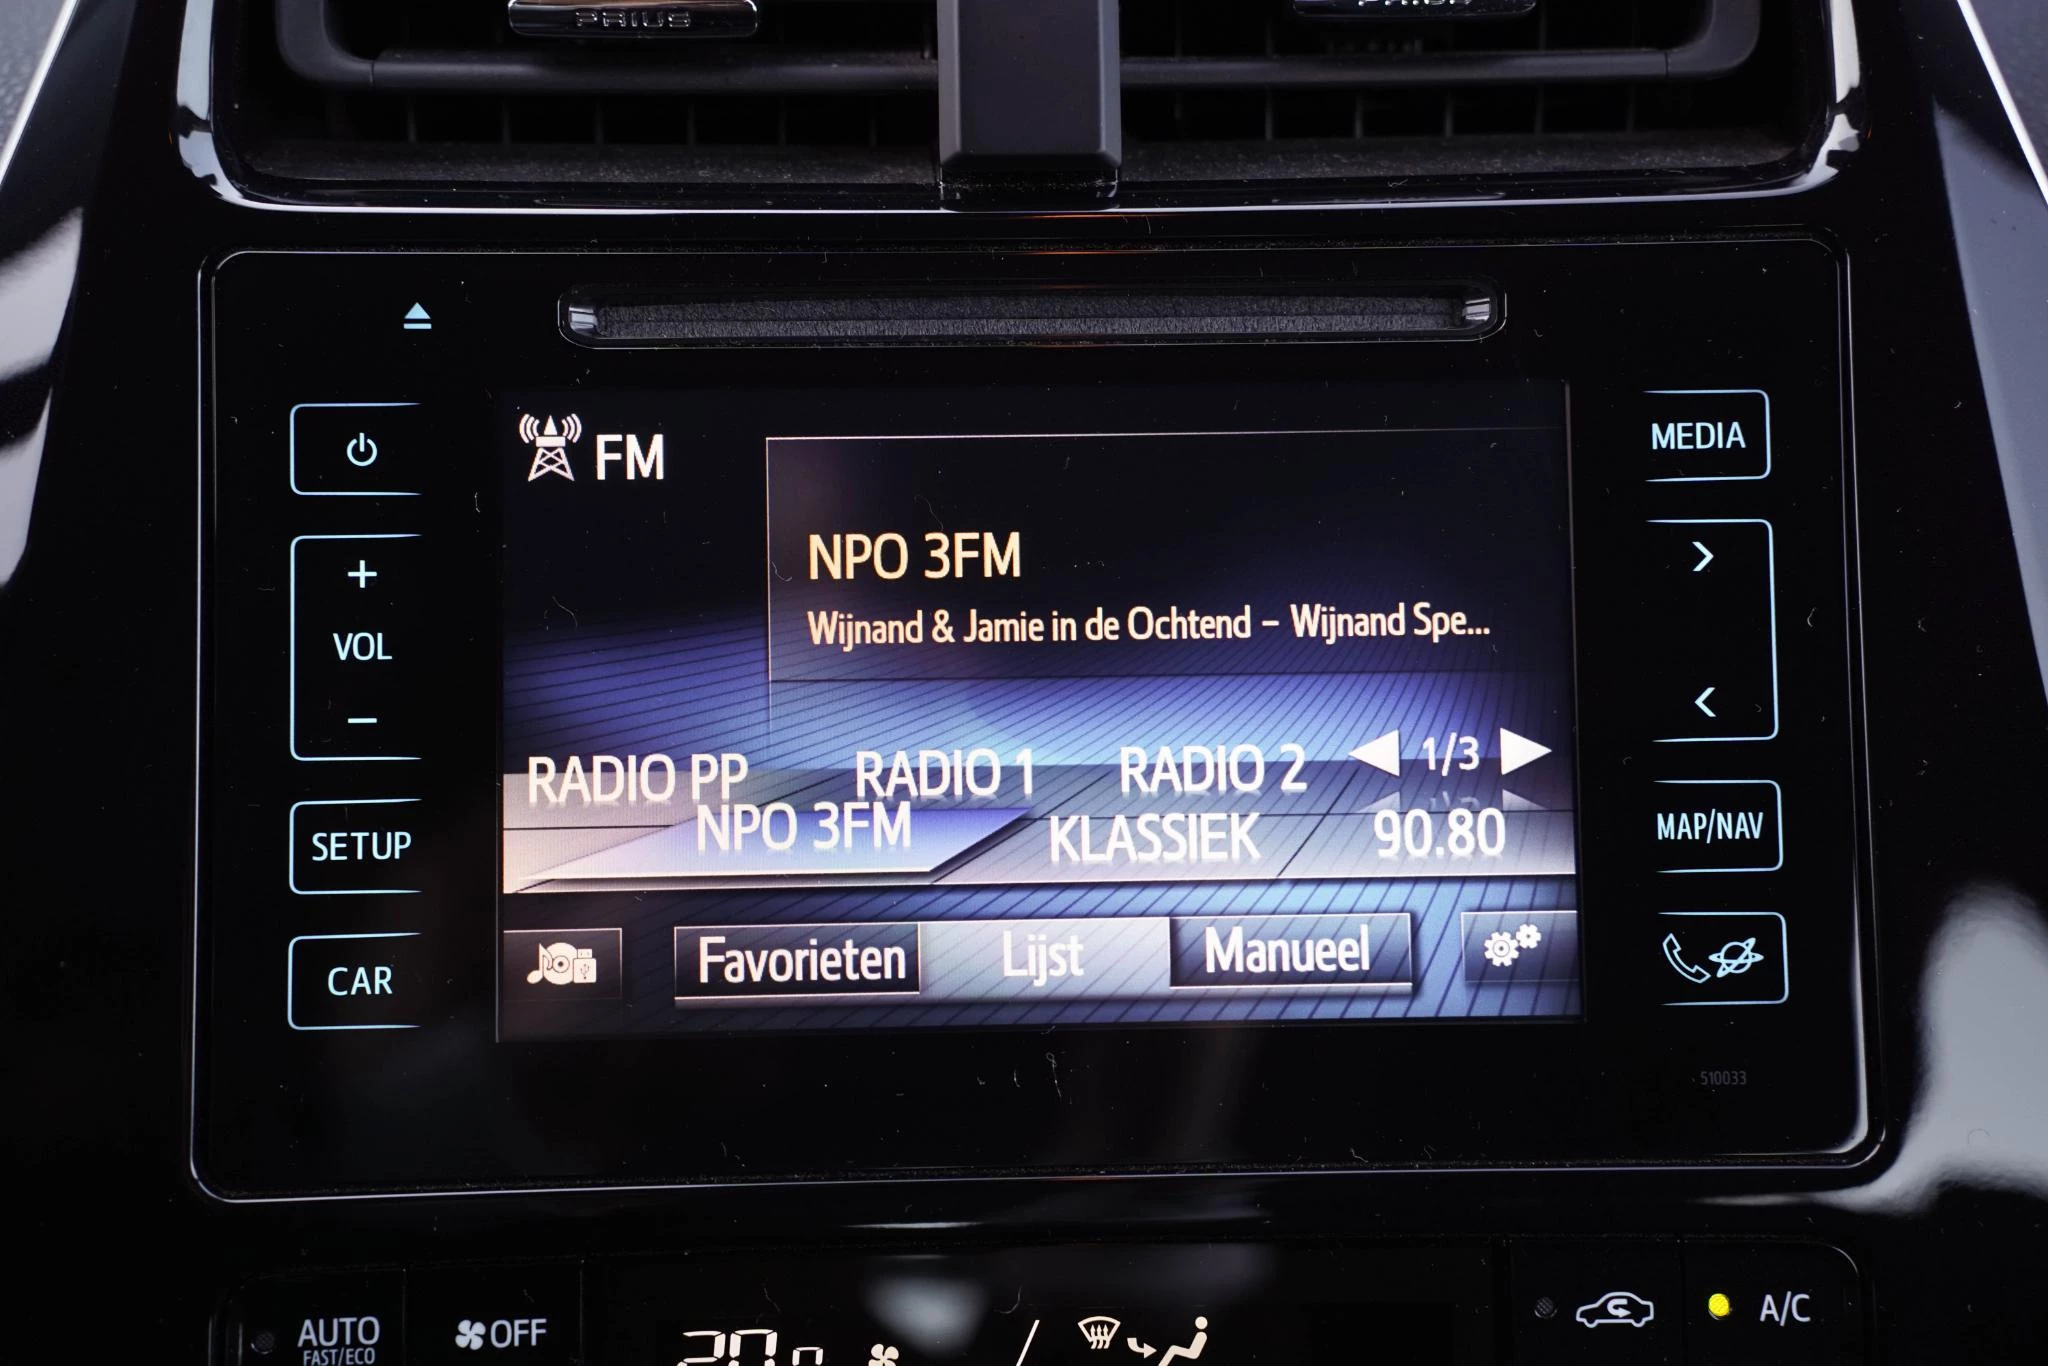 PRIUS
FM
NPO 3FM
Wijnand & Jamie in de Ochtend - Wijnand Spe...
RADIO PP RADIO 1 RADIO 2 1/3
NPO 3FM KLASSIEK 90.80
Favorieten Lijst Manueel
+
VOL
−
SETUP
CAR
MEDIA
>
<
MAP/NAV
510033
AUTO
FAST/ECO
OFF
A/C